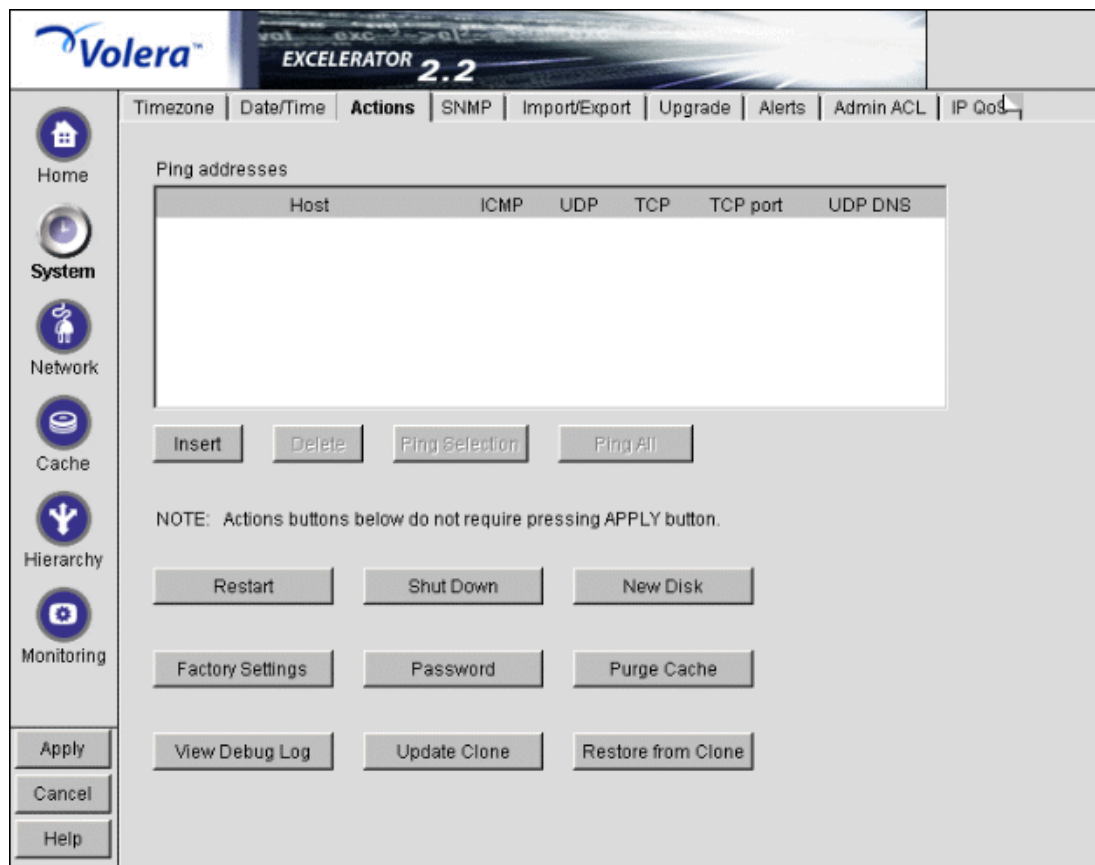 Volera™
EXCELERATOR 2.2
Timezone Date/Time Actions SNMP Import/Export Upgrade Alerts Admin ACL IP QoS
Home
System
Network
Cache
Hierarchy
Monitoring
Apply
Cancel
Help
Ping addresses
Host ICMP UDP TCP TCP port UDP DNS
Insert Delete Ping Selection Ping All
NOTE: Actions buttons below do not require pressing APPLY button.
Restart Shut Down New Disk
Factory Settings Password Purge Cache
View Debug Log Update Clone Restore from Clone